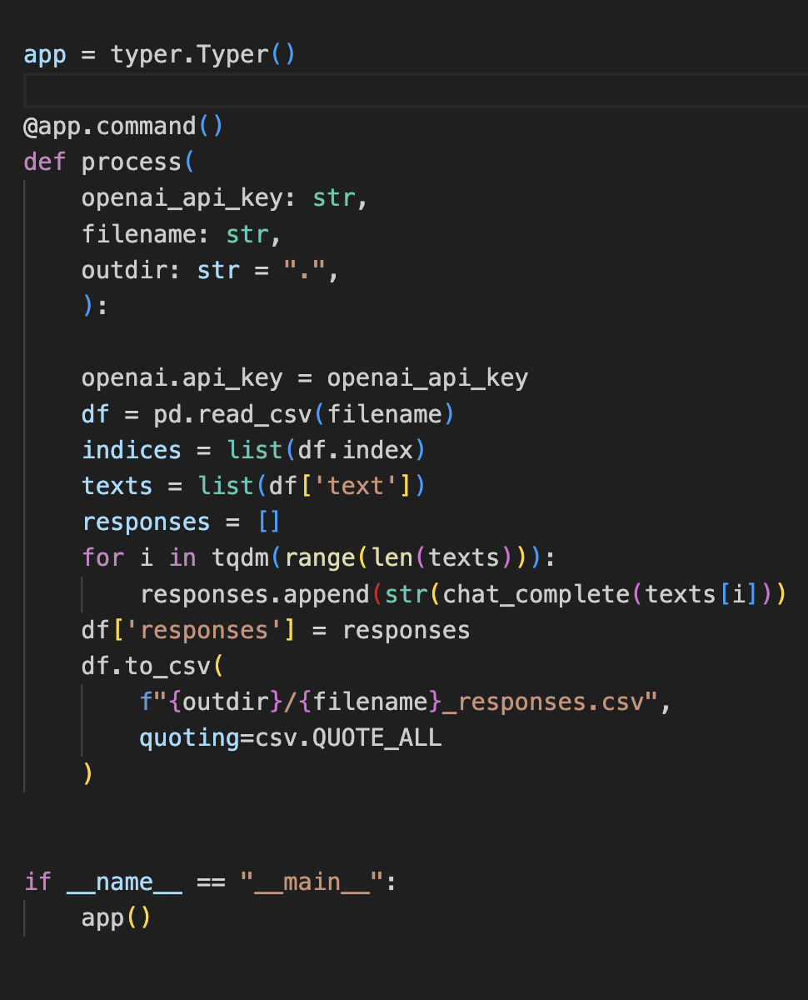 app = typer.Typer()
@app.command()
def process(
    openai_api_key: str,
    filename: str,
    outdir: str = ".",
    ):
    openai.api_key = openai_api_key
    df = pd.read_csv(filename)
    indices = list(df.index)
    texts = list(df['text'])
    responses = []
    for i in tqdm(range(len(texts))):
        responses.append(str(chat_complete(texts[i]))
    df['responses'] = responses
    df.to_csv(
        f"{outdir}/{filename}_responses.csv",
        quoting=csv.QUOTE_ALL
    )
if __name__ == "__main__":
    app()